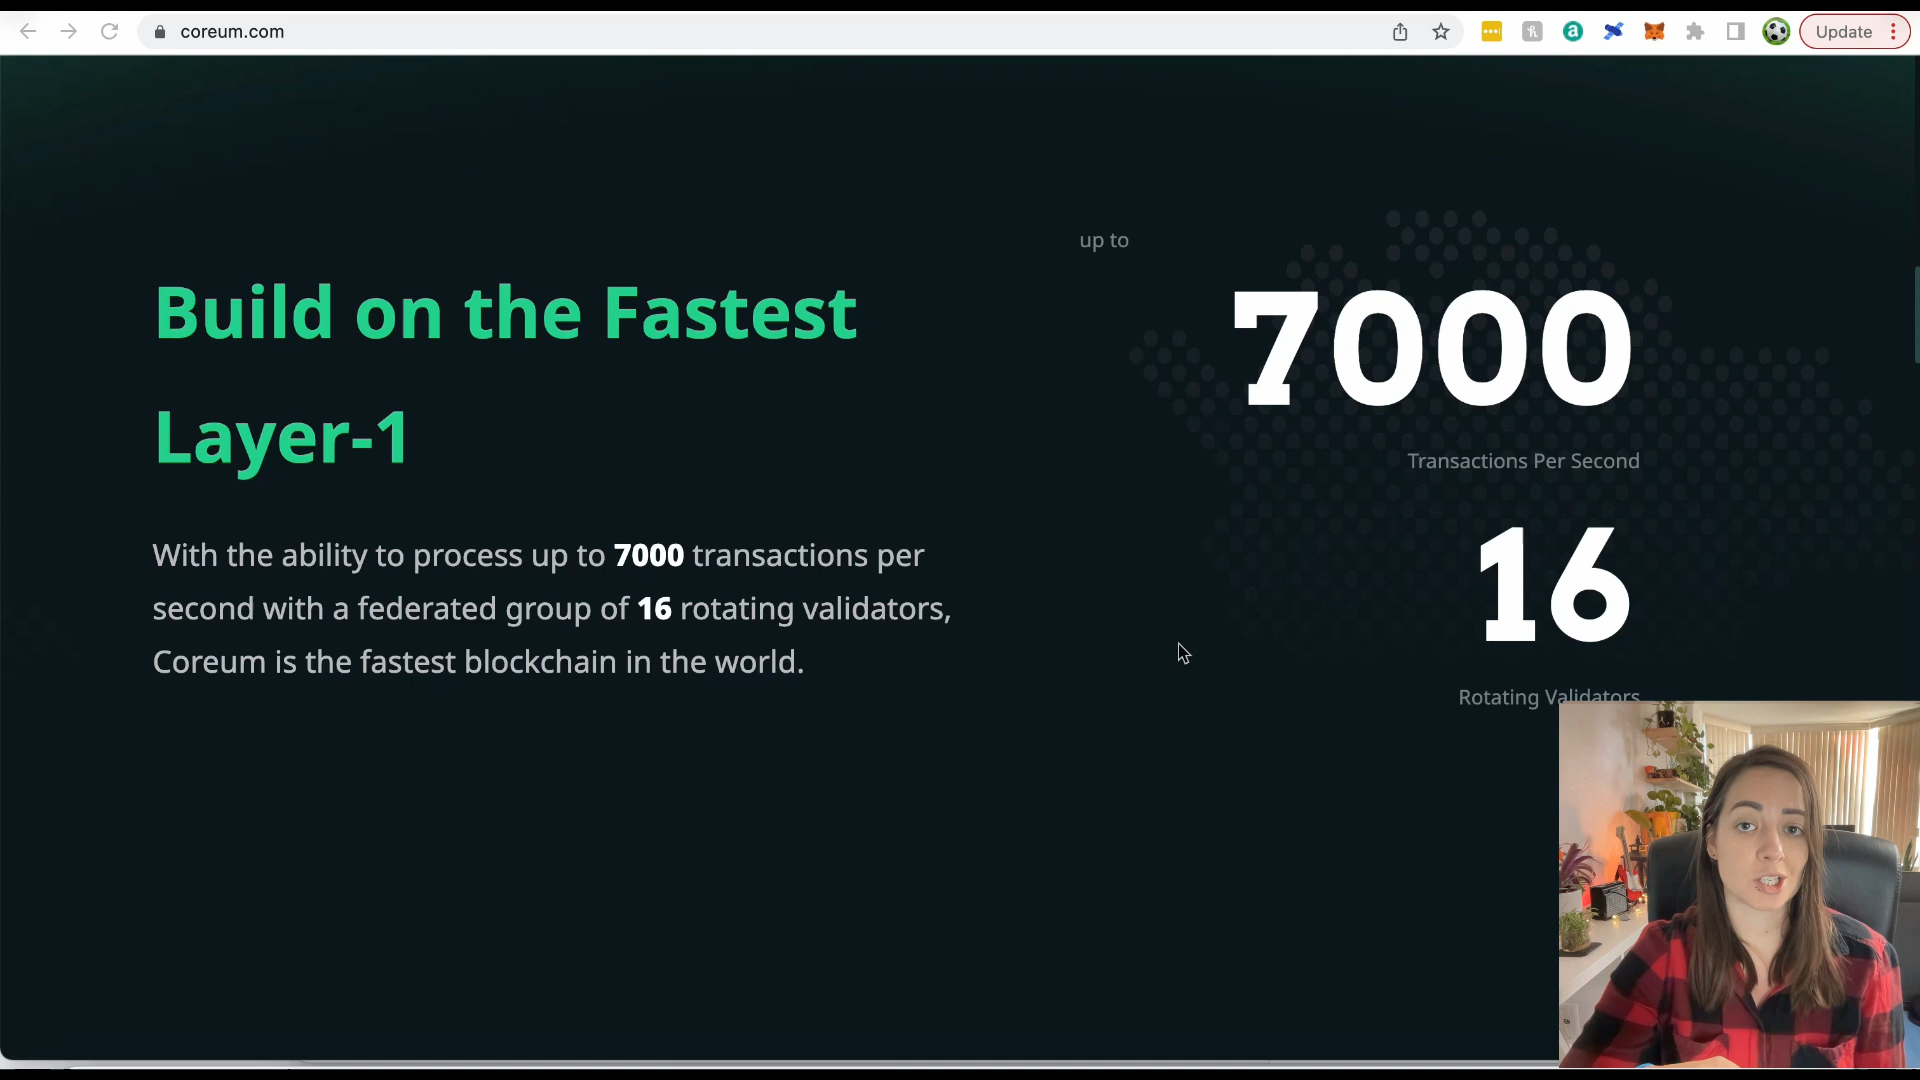 coreum.com
Update
up to
Build on the Fastest
Layer-1
7000
Transactions Per Second
With the ability to process up to 7000 transactions per
second with a federated group of 16 rotating validators,
Coreum is the fastest blockchain in the world.
16
Rotating Validators